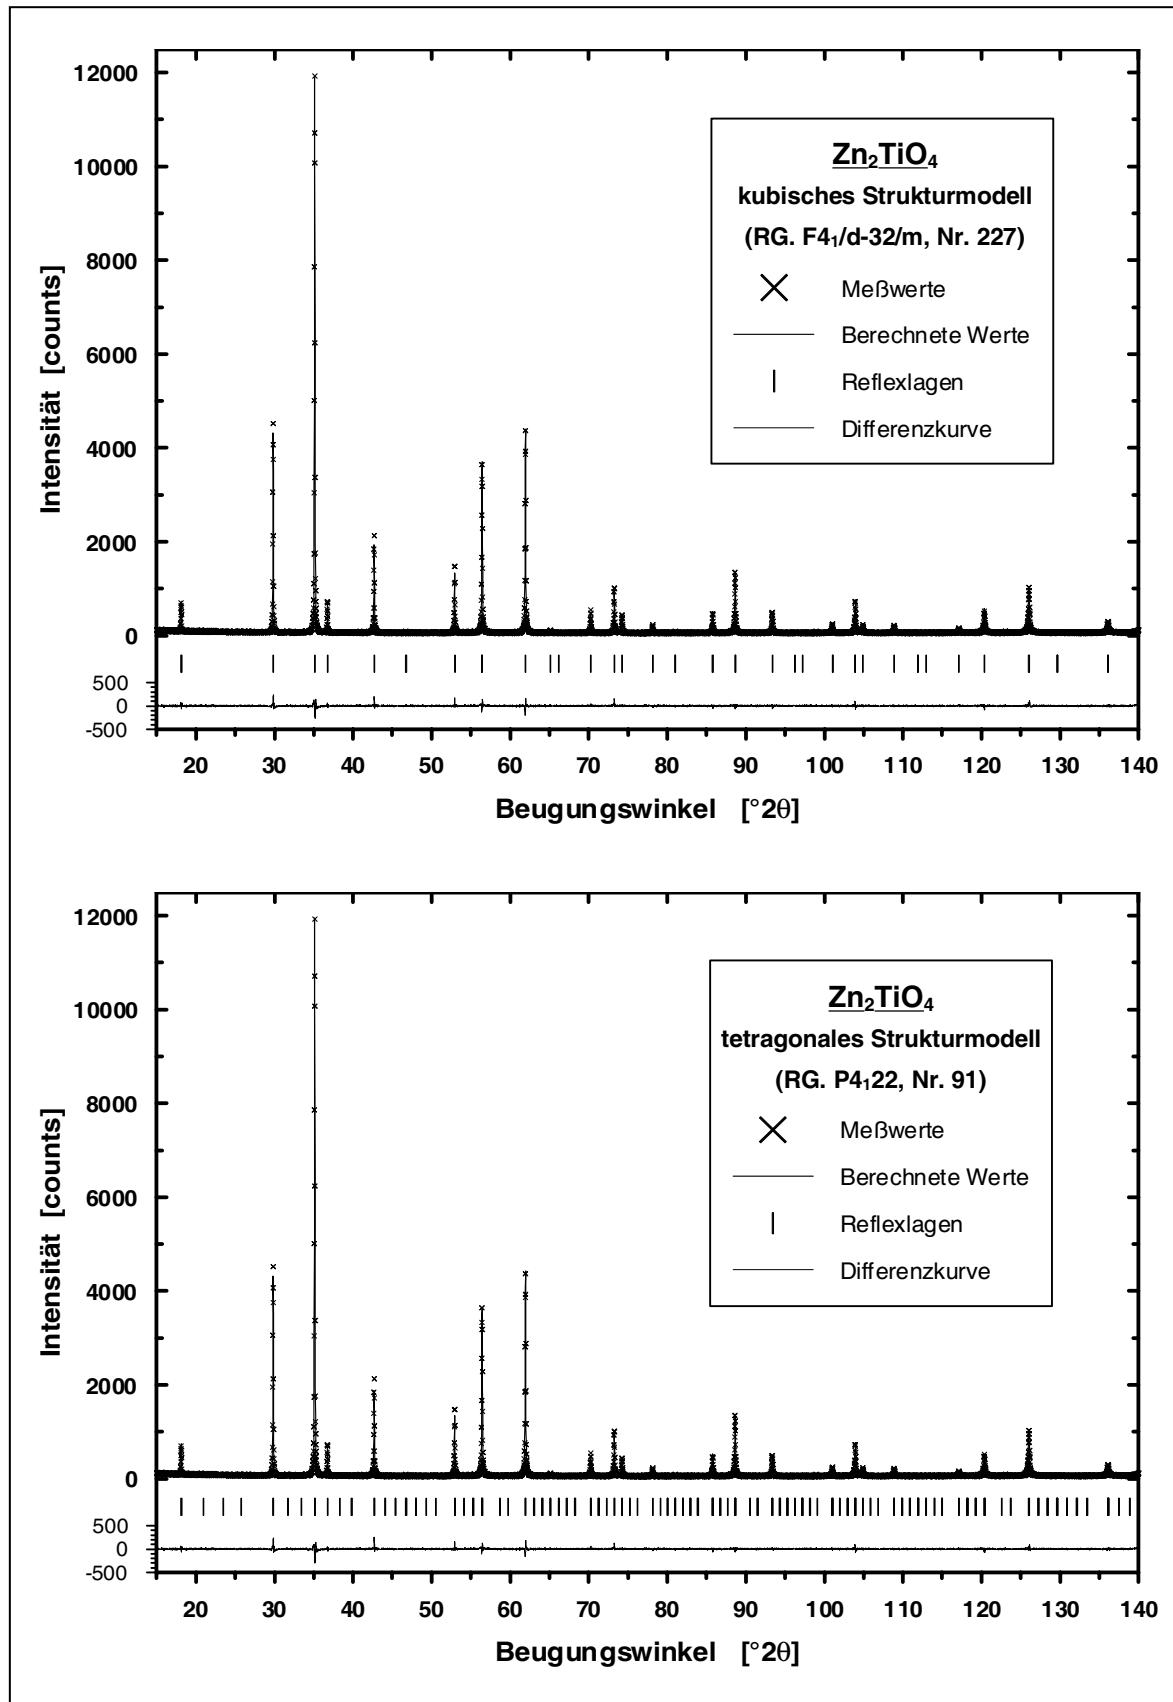 12000
10000
8000
6000
4000
2000
0
500
0
-500
Intensität [counts]
Zn₂TiO₄
kubisches Strukturmodell
(RG. F4₁/d-32/m, Nr. 227)
Meßwerte
Berechnete Werte
Reflexlagen
Differenzkurve
20 30 40 50 60 70 80 90 100 110 120 130 140
Beugungswinkel [°2θ]
12000
10000
8000
6000
4000
2000
0
500
0
-500
Intensität [counts]
Zn₂TiO₄
tetragonales Strukturmodell
(RG. P4₁22, Nr. 91)
Meßwerte
Berechnete Werte
Reflexlagen
Differenzkurve
20 30 40 50 60 70 80 90 100 110 120 130 140
Beugungswinkel [°2θ]